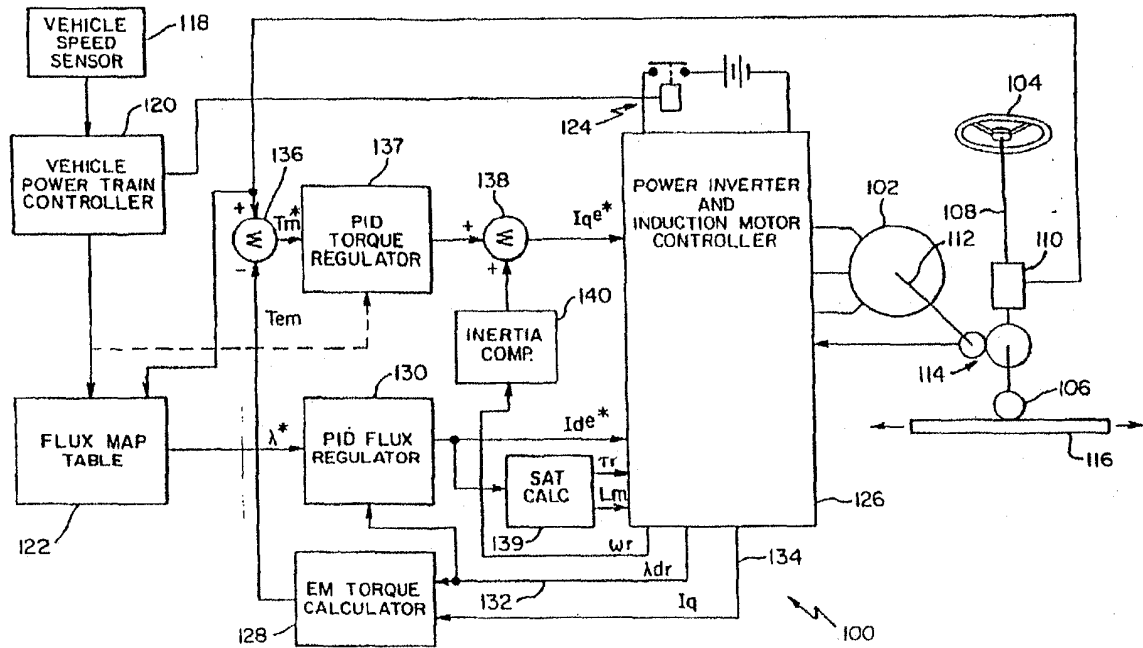 VEHICLE
SPEED
SENSOR
118
120
VEHICLE
POWER TRAIN
CONTROLLER
124
104
136
137
138
+
-
Tm*
PID
TORQUE
REGULATOR
+
+
Iqe*
POWER INVERTER
AND
INDUCTION MOTOR
CONTROLLER
102
108
112
110
Tem
140
INERTIA
COMP.
114
106
130
FLUX MAP
TABLE
λ*
PID FLUX
REGULATOR
Ide*
SAT
CALC
τr
Lm
116
122
139
126
ωr
λdr
134
EM TORQUE
CALCULATOR
132
Iq
128
100